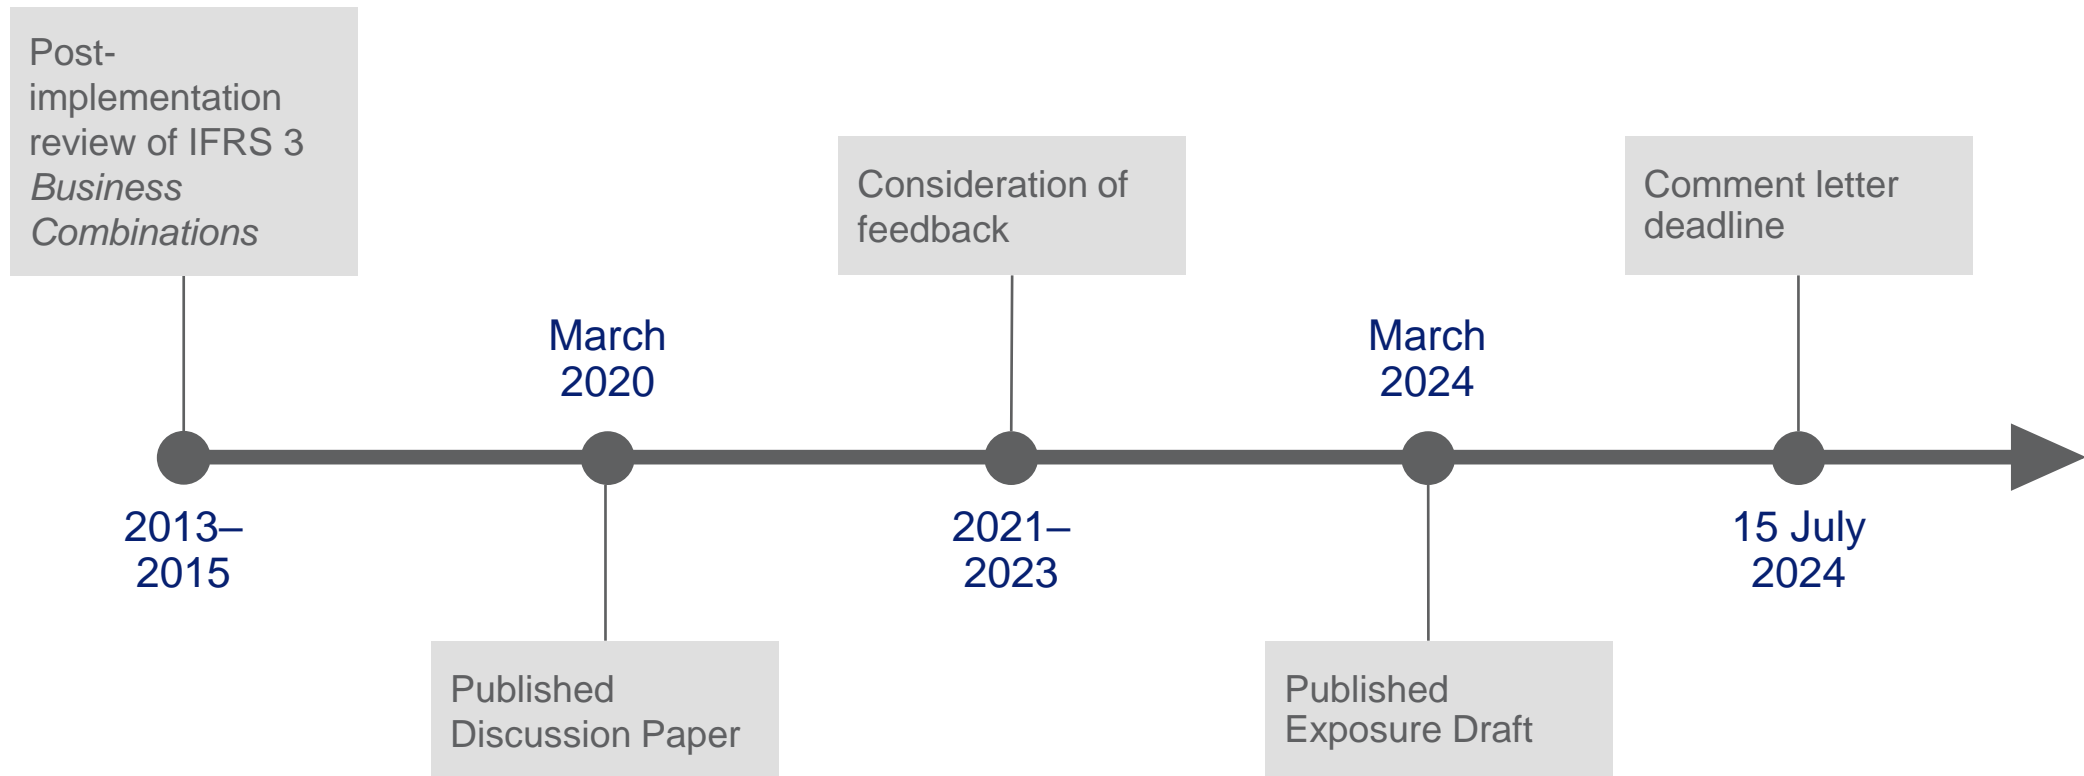 Post-
implementation
review of IFRS 3
Business
Combinations
2013–
2015
March
2020
Published
Discussion Paper
Consideration of
feedback
2021–
2023
March
2024
Published
Exposure Draft
Comment letter
deadline
15 July
2024